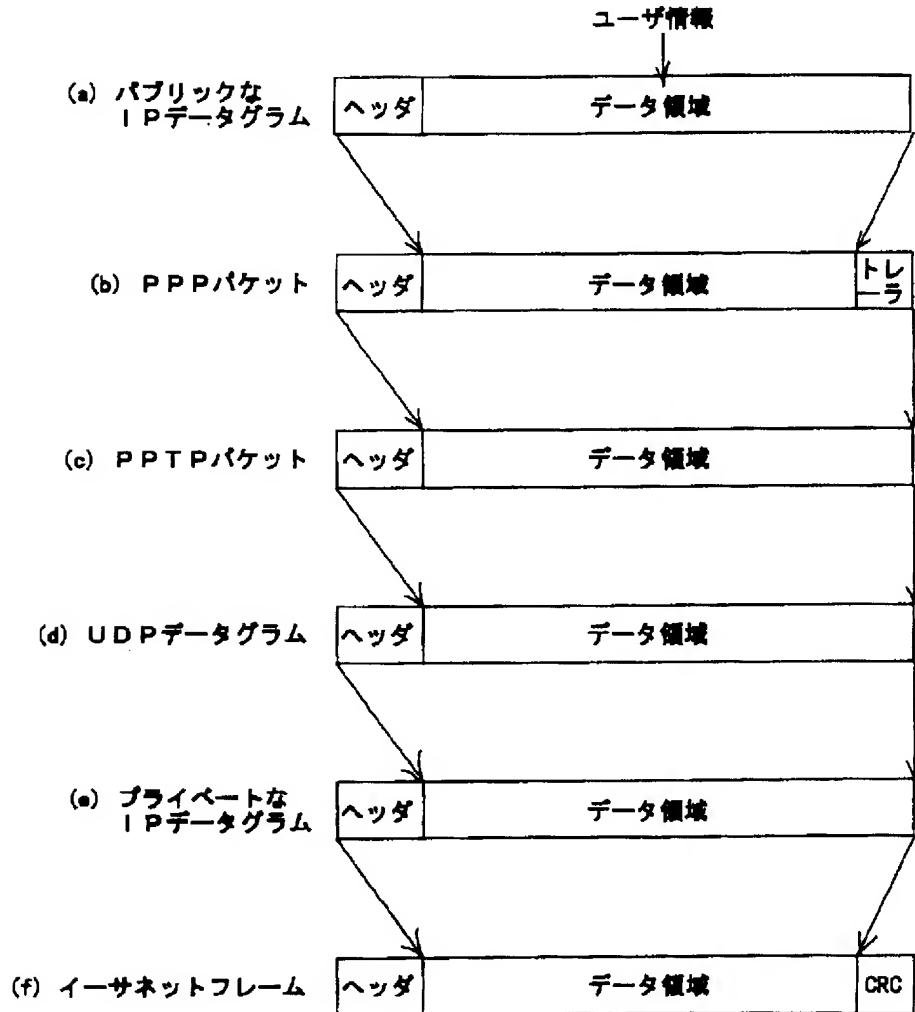 ユーザ情報
(a) パブリックな
ＩＰデータグラム
ヘッダ
データ領域
(b) ＰＰＰパケット
ヘッダ
データ領域
トレ
ーラ
(c) ＰＰＴＰパケット
ヘッダ
データ領域
(d) ＵＤＰデータグラム
ヘッダ
データ領域
(e) プライベートな
ＩＰデータグラム
ヘッダ
データ領域
(f) イーサネットフレーム
ヘッダ
データ領域
CRC